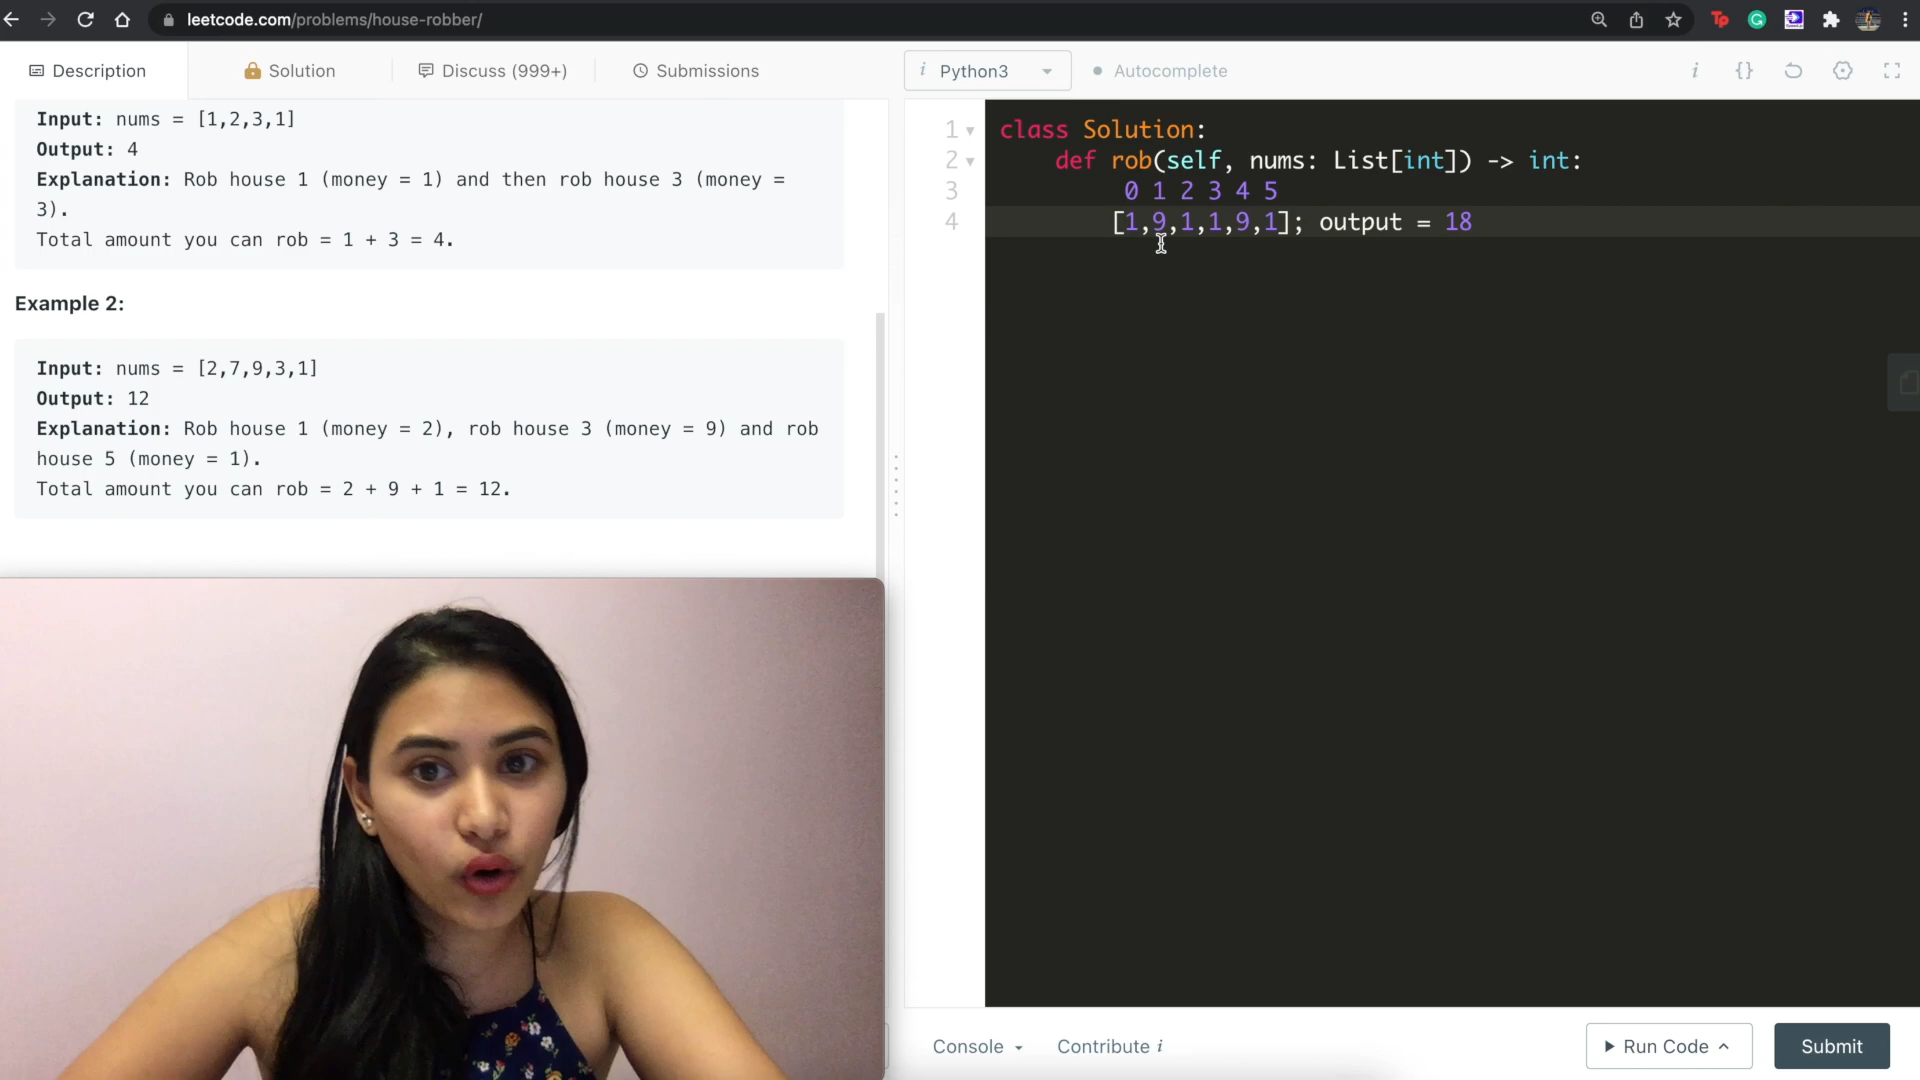 leetcode.com/problems/house-robber/
Description
Solution
Discuss (999+)
Submissions
Input: nums = [1,2,3,1]
Output: 4
Explanation: Rob house 1 (money = 1) and then rob house 3 (money =
3).
Total amount you can rob = 1 + 3 = 4.
Example 2:
Input: nums = [2,7,9,3,1]
Output: 12
Explanation: Rob house 1 (money = 2), rob house 3 (money = 9) and rob
house 5 (money = 1).
Total amount you can rob = 2 + 9 + 1 = 12.
i Python3
Autocomplete
i {}
1 class Solution:
2 def rob(self, nums: List[int]) -> int:
3 0 1 2 3 4 5
4 [1,9,1,1,9,1]; output = 18
Console
Contribute i
Run Code
Submit